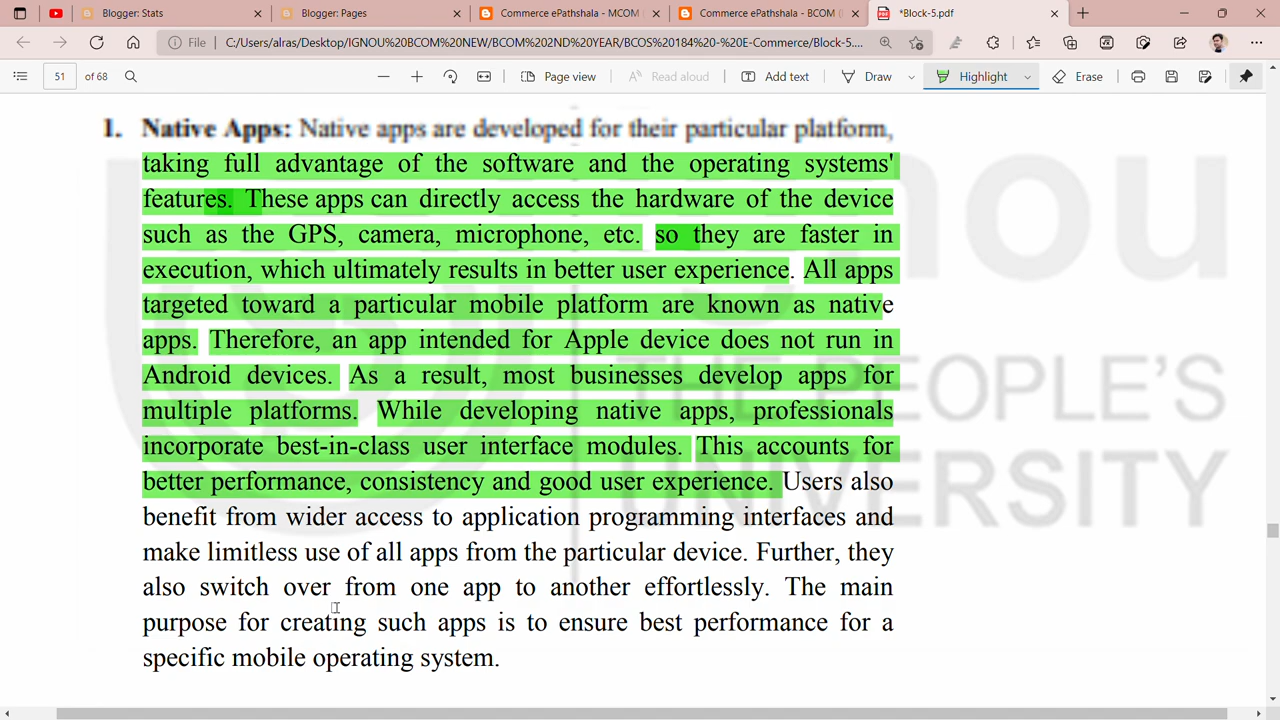 Blogger: Stats
Blogger: Pages
Commerce ePathshala - MCOM
Commerce ePathshala - BCOM (
*Block-5.pdf
File
C:/Users/alras/Desktop/IGNOU%20BCOM%20NEW/BCOM%202ND%20YEAR/BCOS%20184%20-%20E-Commerce/Block-5....
51 of 68
Page view
Read aloud
Add text
Draw
Highlight
Erase
1. Native Apps: Native apps are developed for their particular platform,
taking full advantage of the software and the operating systems'
features. These apps can directly access the hardware of the device
such as the GPS, camera, microphone, etc. so they are faster in
execution, which ultimately results in better user experience. All apps
targeted toward a particular mobile platform are known as native
apps. Therefore, an app intended for Apple device does not run in
Android devices. As a result, most businesses develop apps for
multiple platforms. While developing native apps, professionals
incorporate best-in-class user interface modules. This accounts for
better performance, consistency and good user experience. Users also
benefit from wider access to application programming interfaces and
make limitless use of all apps from the particular device. Further, they
also switch over from one app to another effortlessly. The main
purpose for creating such apps is to ensure best performance for a
specific mobile operating system.
ignou
THE PEOPLE'S
UNIVERSITY